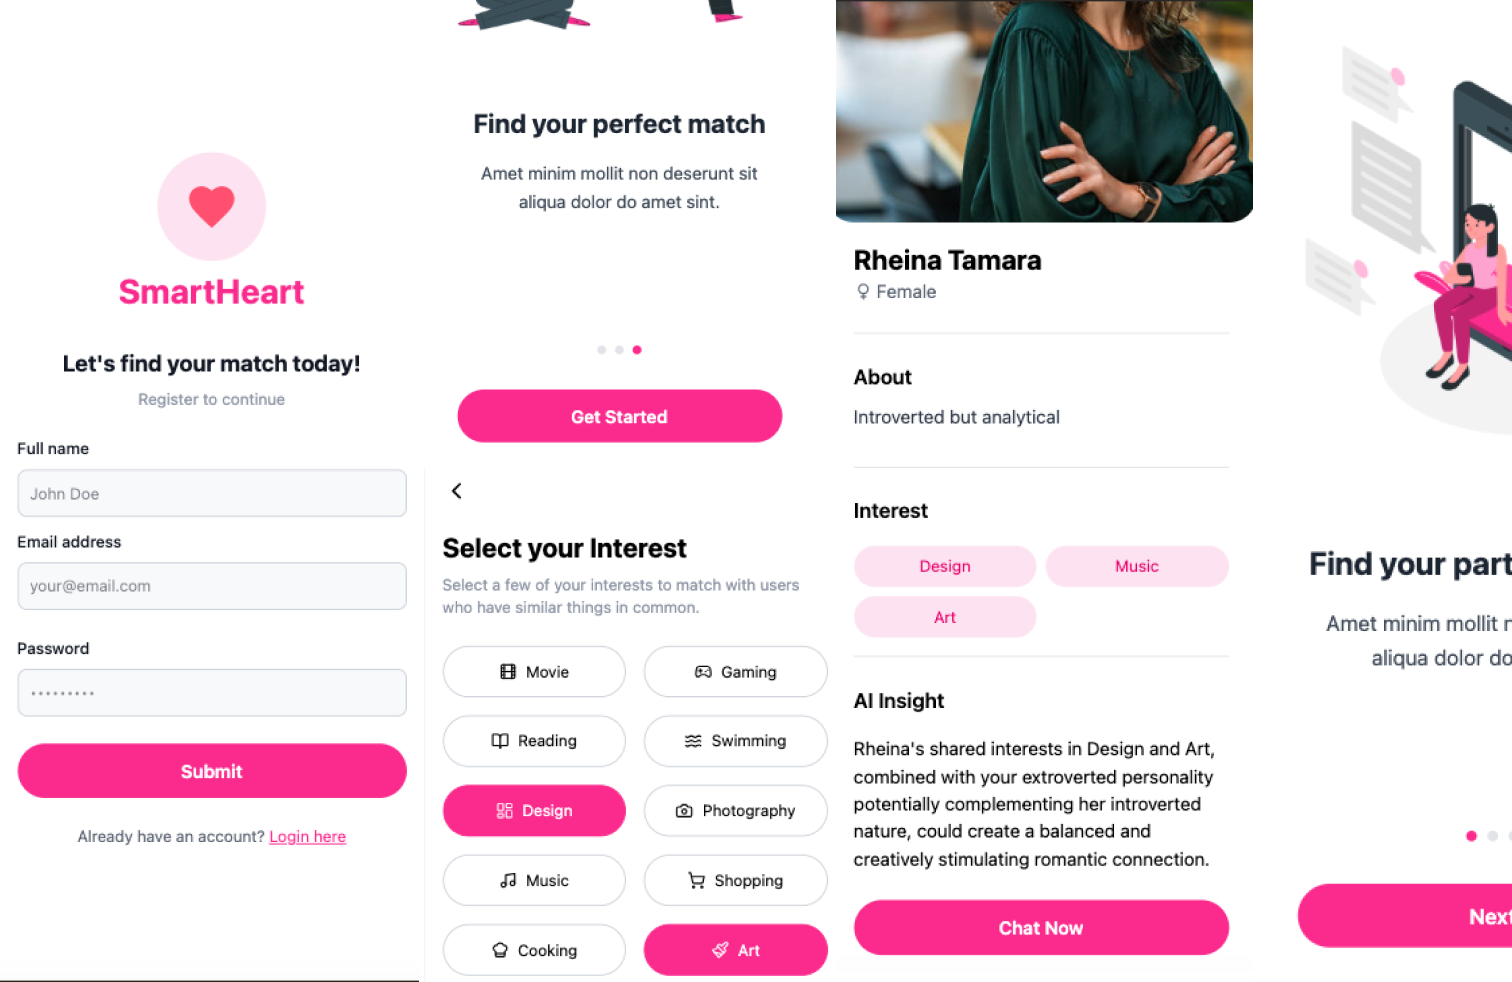 SmartHeart
Let's find your match today!
Register to continue
Full name
John Doe
Email address
your@email.com
Password
Submit
Already have an account? Login here
Find your perfect match
Amet minim mollit non deserunt sit
aliqua dolor do amet sint.
Get Started
Select your Interest
Select a few of your interests to match with users
who have similar things in common.
Movie
Gaming
Reading
Swimming
Design
Photography
Music
Shopping
Cooking
Art
Rheina Tamara
Female
About
Introverted but analytical
Interest
Design
Music
Art
AI Insight
Rheina's shared interests in Design and Art,
combined with your extroverted personality
potentially complementing her introverted
nature, could create a balanced and
creatively stimulating romantic connection.
Chat Now
Find your part
Amet minim mollit n
aliqua dolor do
Next